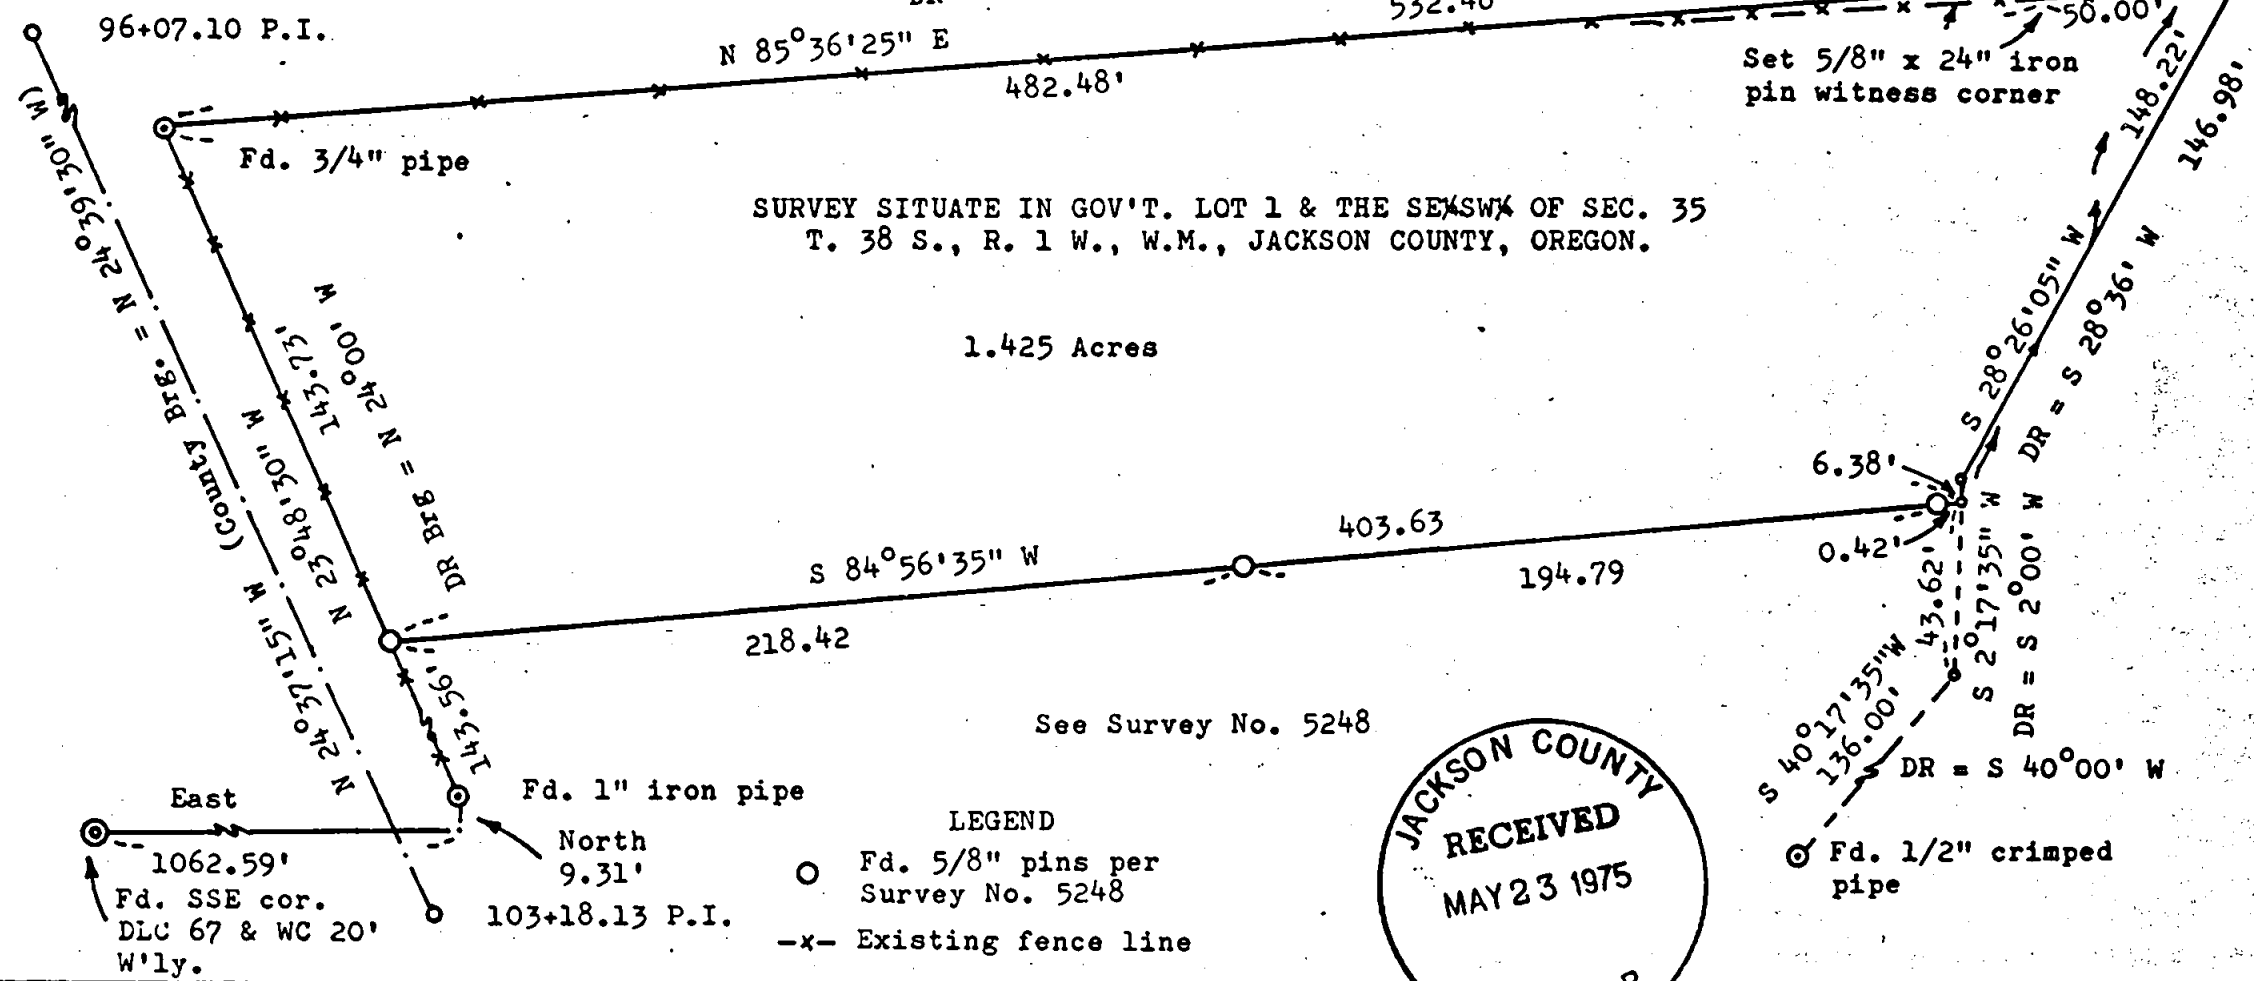 96+07.10 P.I.
N 85°36'25" E
482.48'
50.00'
Set 5/8" x 24" iron
pin witness corner
148.22'
146.98'
Fd. 3/4" pipe
SURVEY SITUATE IN GOV'T. LOT 1 & THE SE¼SW¼ OF SEC. 35
T. 38 S., R. 1 W., W.M., JACKSON COUNTY, OREGON.
1.425 Acres
N 24°37'15" W (County Brg. = N 24°39'30" W)
N 23°48'30" W
143.73'
DR Brg = N 24°00' W
S 28°26'05" W
DR = S 28°36' W
6.38'
0.42'
403.63
S 84°56'35" W
194.79
218.42
43.62'
S 2°17'35" W
DR = S 2°00' W
143.56'
See Survey No. 5248
S 40°17'35"W
136.00'
DR = S 40°00' W
Fd. 1/2" crimped
pipe
Fd. 1" iron pipe
East
1062.59'
North
9.31'
Fd. SSE cor.
DLC 67 & WC 20'
W'ly.
103+18.13 P.I.
LEGEND
Fd. 5/8" pins per
Survey No. 5248
-x- Existing fence line
JACKSON COUNTY
RECEIVED
MAY 23 1975